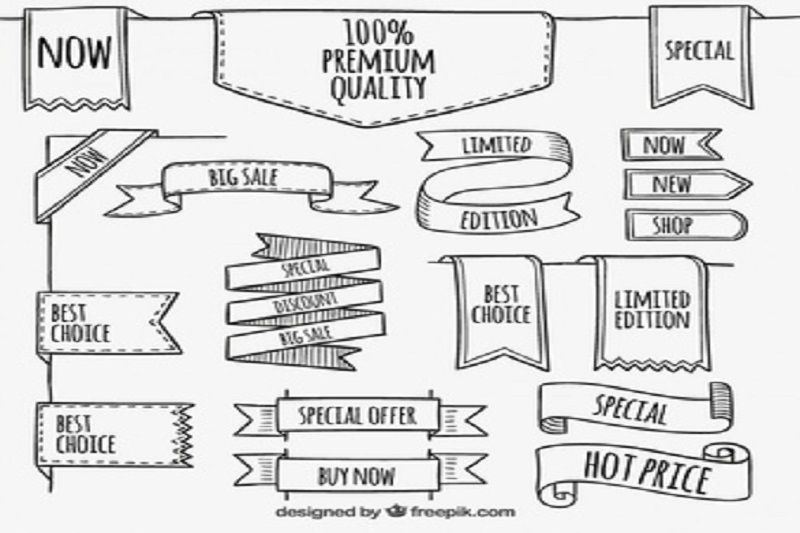 NOW
100%
PREMIUM
QUALITY
SPECIAL
NOW
BIG SALE
LIMITED
EDITION
NOW
NEW
SHOP
SPECIAL
DISCOUNT
BIG SALE
BEST
CHOICE
LIMITED
EDITION
BEST
CHOICE
BEST
CHOICE
SPECIAL OFFER
BUY NOW
SPECIAL
HOT PRICE
designed by freepik.com